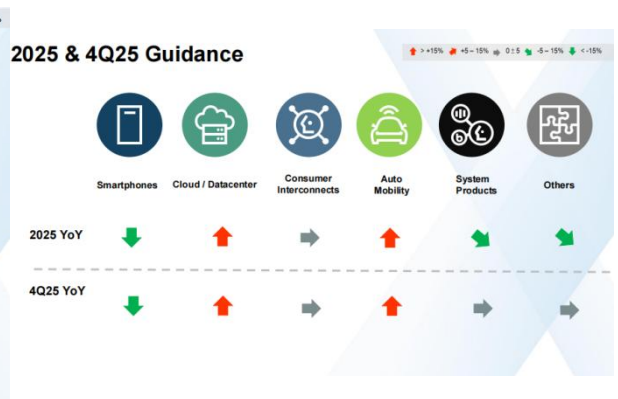 2025 & 4Q25 Guidance
> +15% +5 – 15% 0 ± 5 -5 – 15% < -15%
Smartphones
Cloud / Datacenter
Consumer
Interconnects
Auto
Mobility
System
Products
Others
2025 YoY
4Q25 YoY